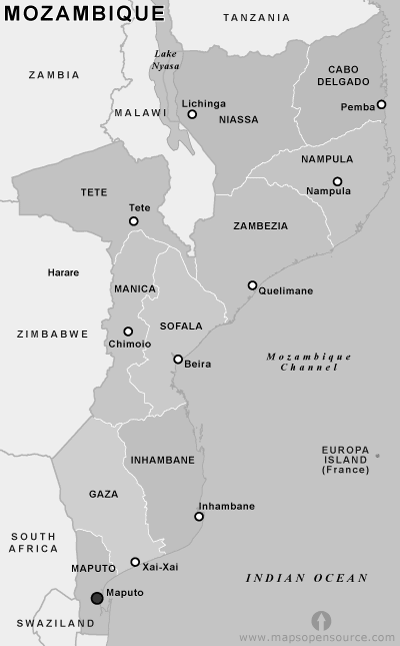 MOZAMBIQUE
TANZANIA
Lake
Nyasa
ZAMBIA
CABO
DELGADO
Pemba
Lichinga
MALAWI
NIASSA
NAMPULA
Nampula
TETE
Tete
ZAMBEZIA
Harare
MANICA
Quelimane
SOFALA
ZIMBABWE
Chimoio
Beira
Mozambique
Channel
EUROPA
ISLAND
(France)
INHAMBANE
GAZA
Inhambane
SOUTH
AFRICA
MAPUTO
Xai-Xai
Maputo
INDIAN OCEAN
SWAZILAND
www.mapsopensource.com